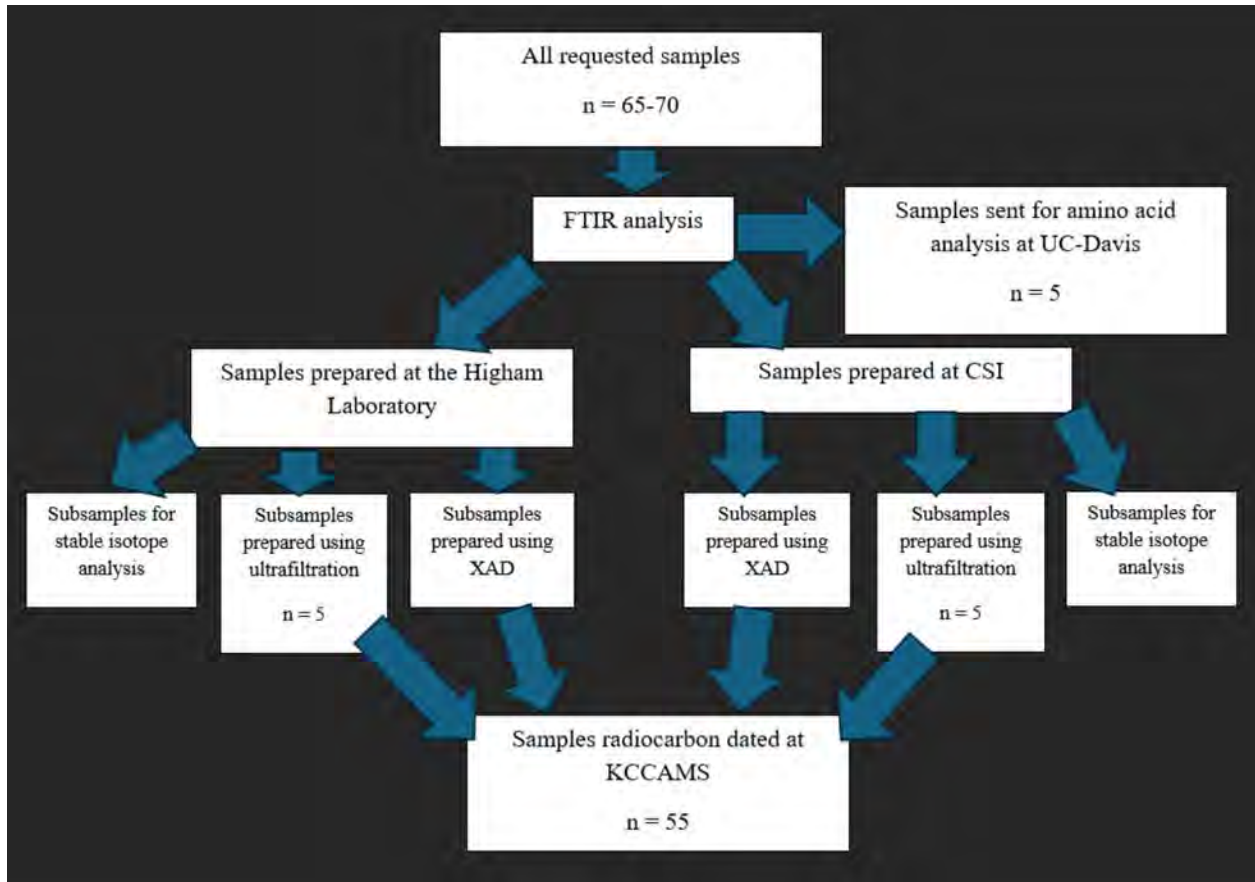 All requested samples
n = 65-70
FTIR analysis
Samples sent for amino acid
analysis at UC-Davis
n = 5
Samples prepared at the Higham
Laboratory
Samples prepared at CSI
Subsamples for
stable isotope
analysis
Subsamples
prepared using
ultrafiltration
n = 5
Subsamples
prepared using
XAD
Subsamples
prepared using
XAD
Subsamples
prepared using
ultrafiltration
n = 5
Subsamples for
stable isotope
analysis
Samples radiocarbon dated at
KCCAMS
n = 55